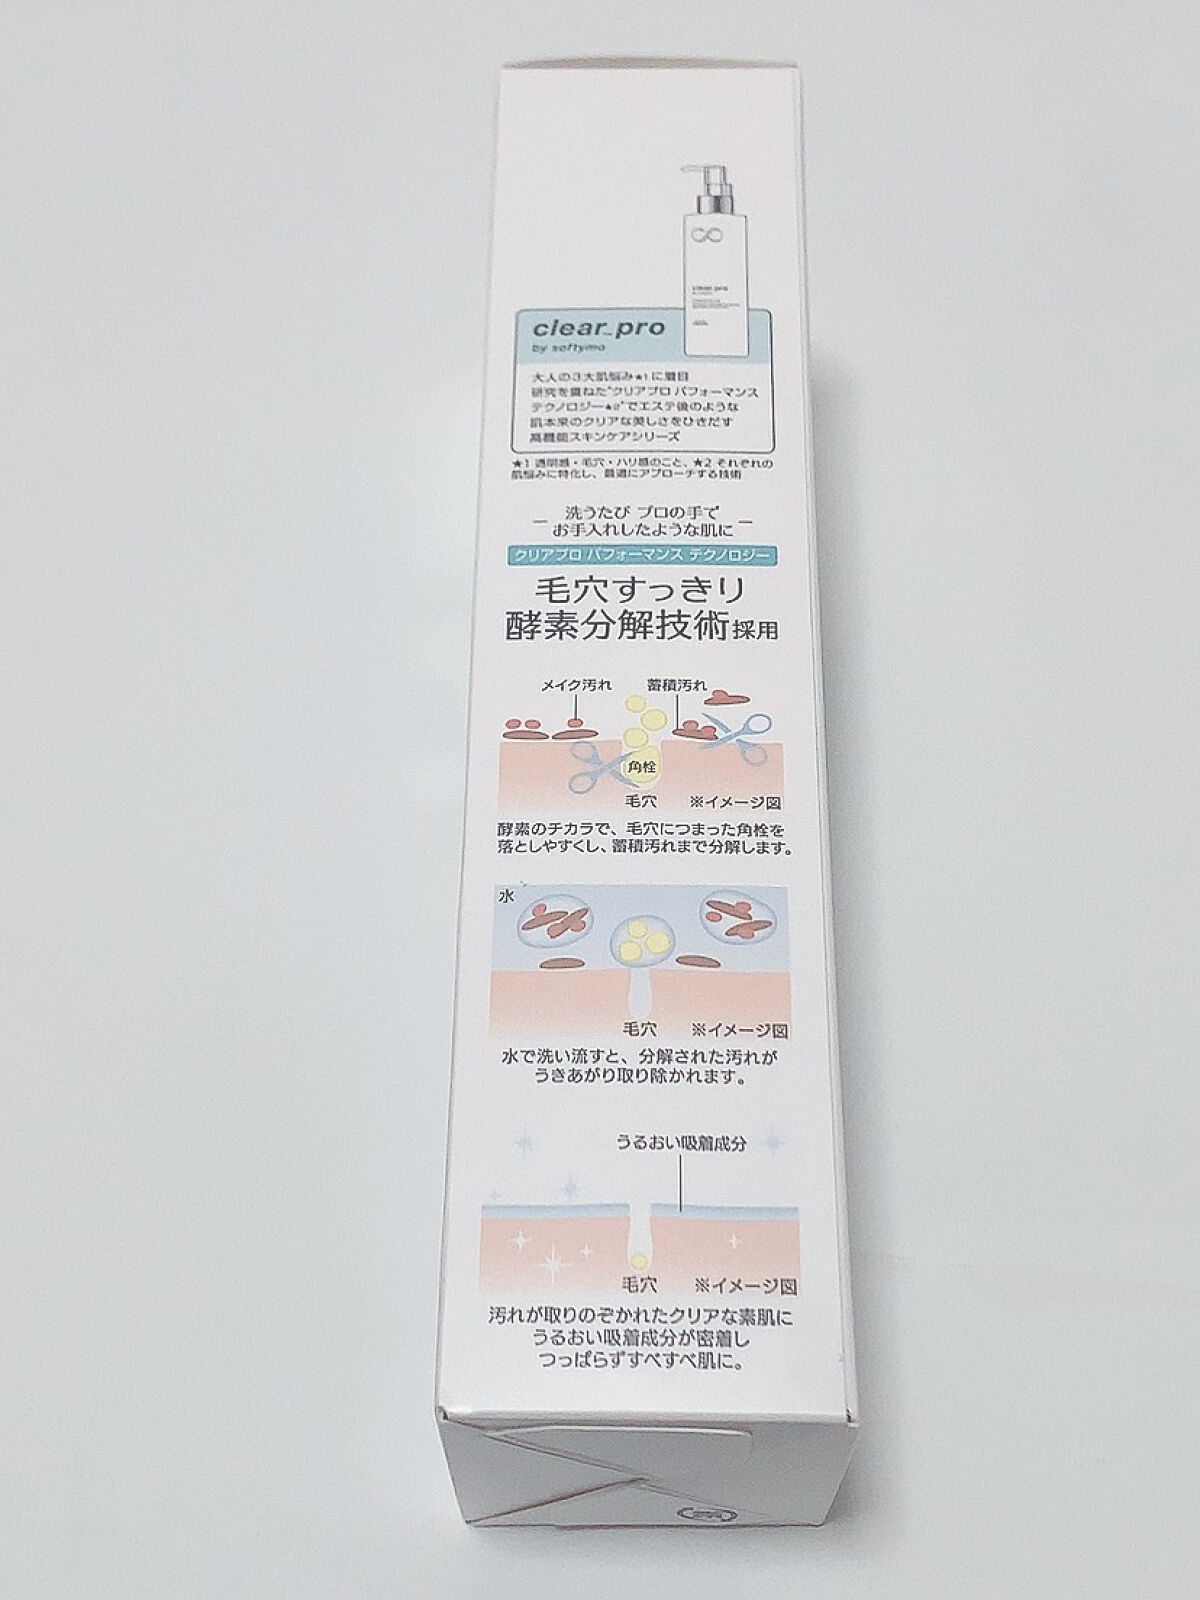 clear pro
clear_pro
by softymo
大人の3大肌悩み★1に着目
研究を重ねた"クリアプロ パフォーマンス
テクノロジー★2"でエステ後のような
肌本来のクリアな美しさをひきだす
高機能スキンケアシリーズ
★1 透明感・毛穴・ハリ感のこと、★2 それぞれの
肌悩みに特化し、最適にアプローチする技術
洗うたび プロの手で
お手入れしたような肌に
クリアプロ パフォーマンス テクノロジー
毛穴すっきり
酵素分解技術採用
メイク汚れ 蓄積汚れ
角栓
毛穴 ※イメージ図
酵素のチカラで、毛穴につまった角栓を
落としやすくし、蓄積汚れまで分解します。
水
毛穴 ※イメージ図
水で洗い流すと、分解された汚れが
うきあがり取り除かれます。
うるおい吸着成分
毛穴 ※イメージ図
汚れが取りのぞかれたクリアな素肌に
うるおい吸着成分が密着し
つっぱらずすべすべ肌に。